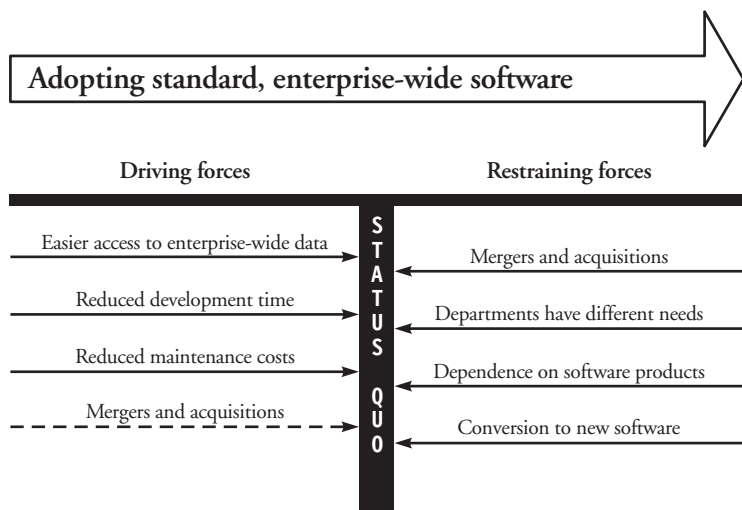 Adopting standard, enterprise-wide software
Driving forces
Restraining forces
Easier access to enterprise-wide data
Reduced development time
Reduced maintenance costs
Mergers and acquisitions
STATUS QUO
Mergers and acquisitions
Departments have different needs
Dependence on software products
Conversion to new software